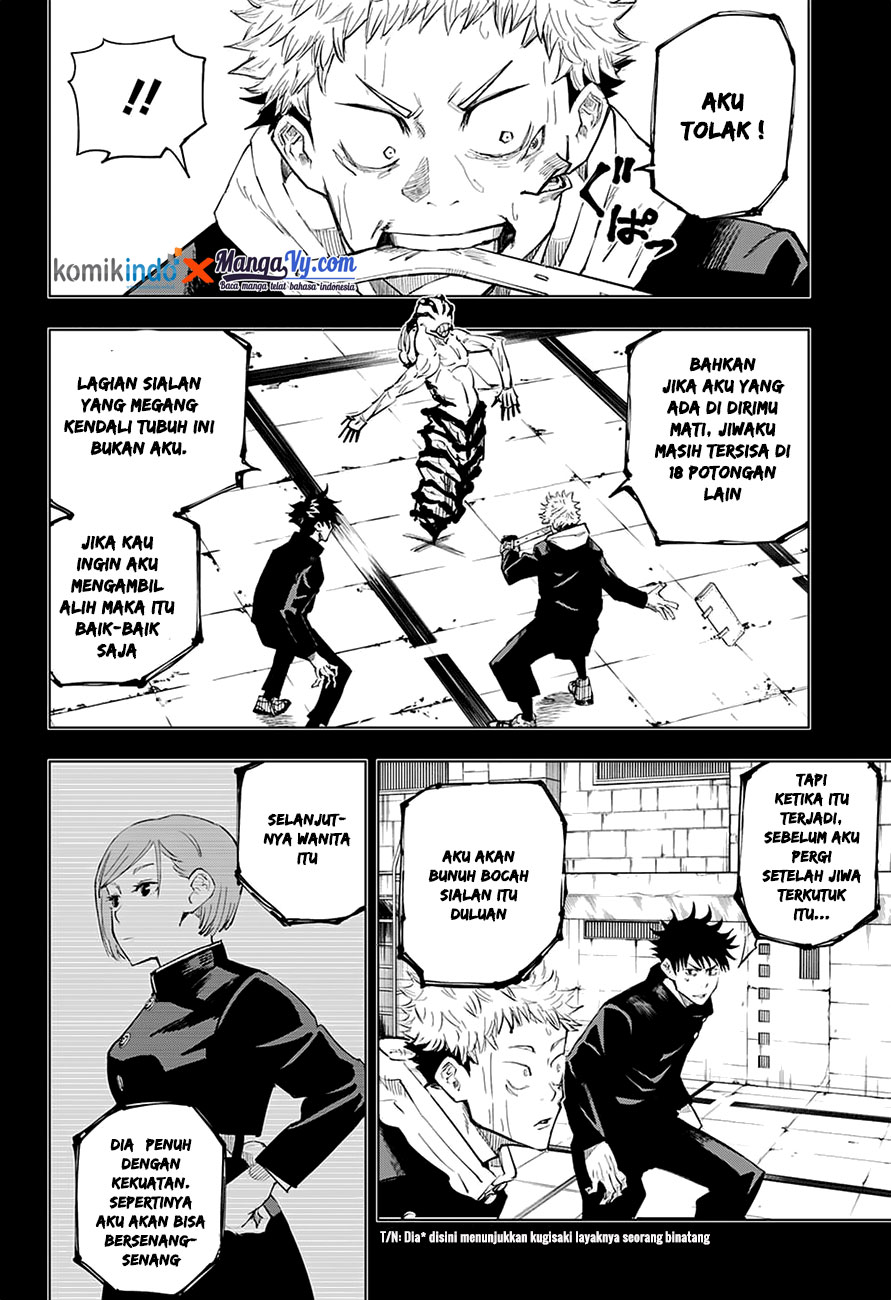 AKU
TOLAK !
!!
ぐにみっ
komikindo X MangaVy.com
Baca manga telat bahasa indonesia
BAHKAN
JIKA AKU YANG
ADA DI DIRIMU
MATI, JIWAKU
MASIH TERSISA DI
18 POTONGAN
LAIN
LAGIAN SIALAN
YANG MEGANG
KENDALI TUBUH INI
BUKAN AKU.
JIKA KAU
INGIN AKU
MENGAMBIL
ALIH MAKA ITU
BAIK-BAIK
SAJA
TAPI
KETIKA ITU
TERJADI,
SEBELUM AKU
PERGI
SETELAH JIWA
TERKUTUK
ITU...
AKU AKAN
BUNUH BOCAH
SIALAN ITU
DULUAN
SELANJUT-
NYA WANITA
ITU
DIA PENUH
DENGAN
KEKUATAN.
SEPERTINYA
AKU AKAN BISA
BERSENANG-
SENANG
T/N: Dia* disini menunjukkan kugisaki layaknya seorang binatang